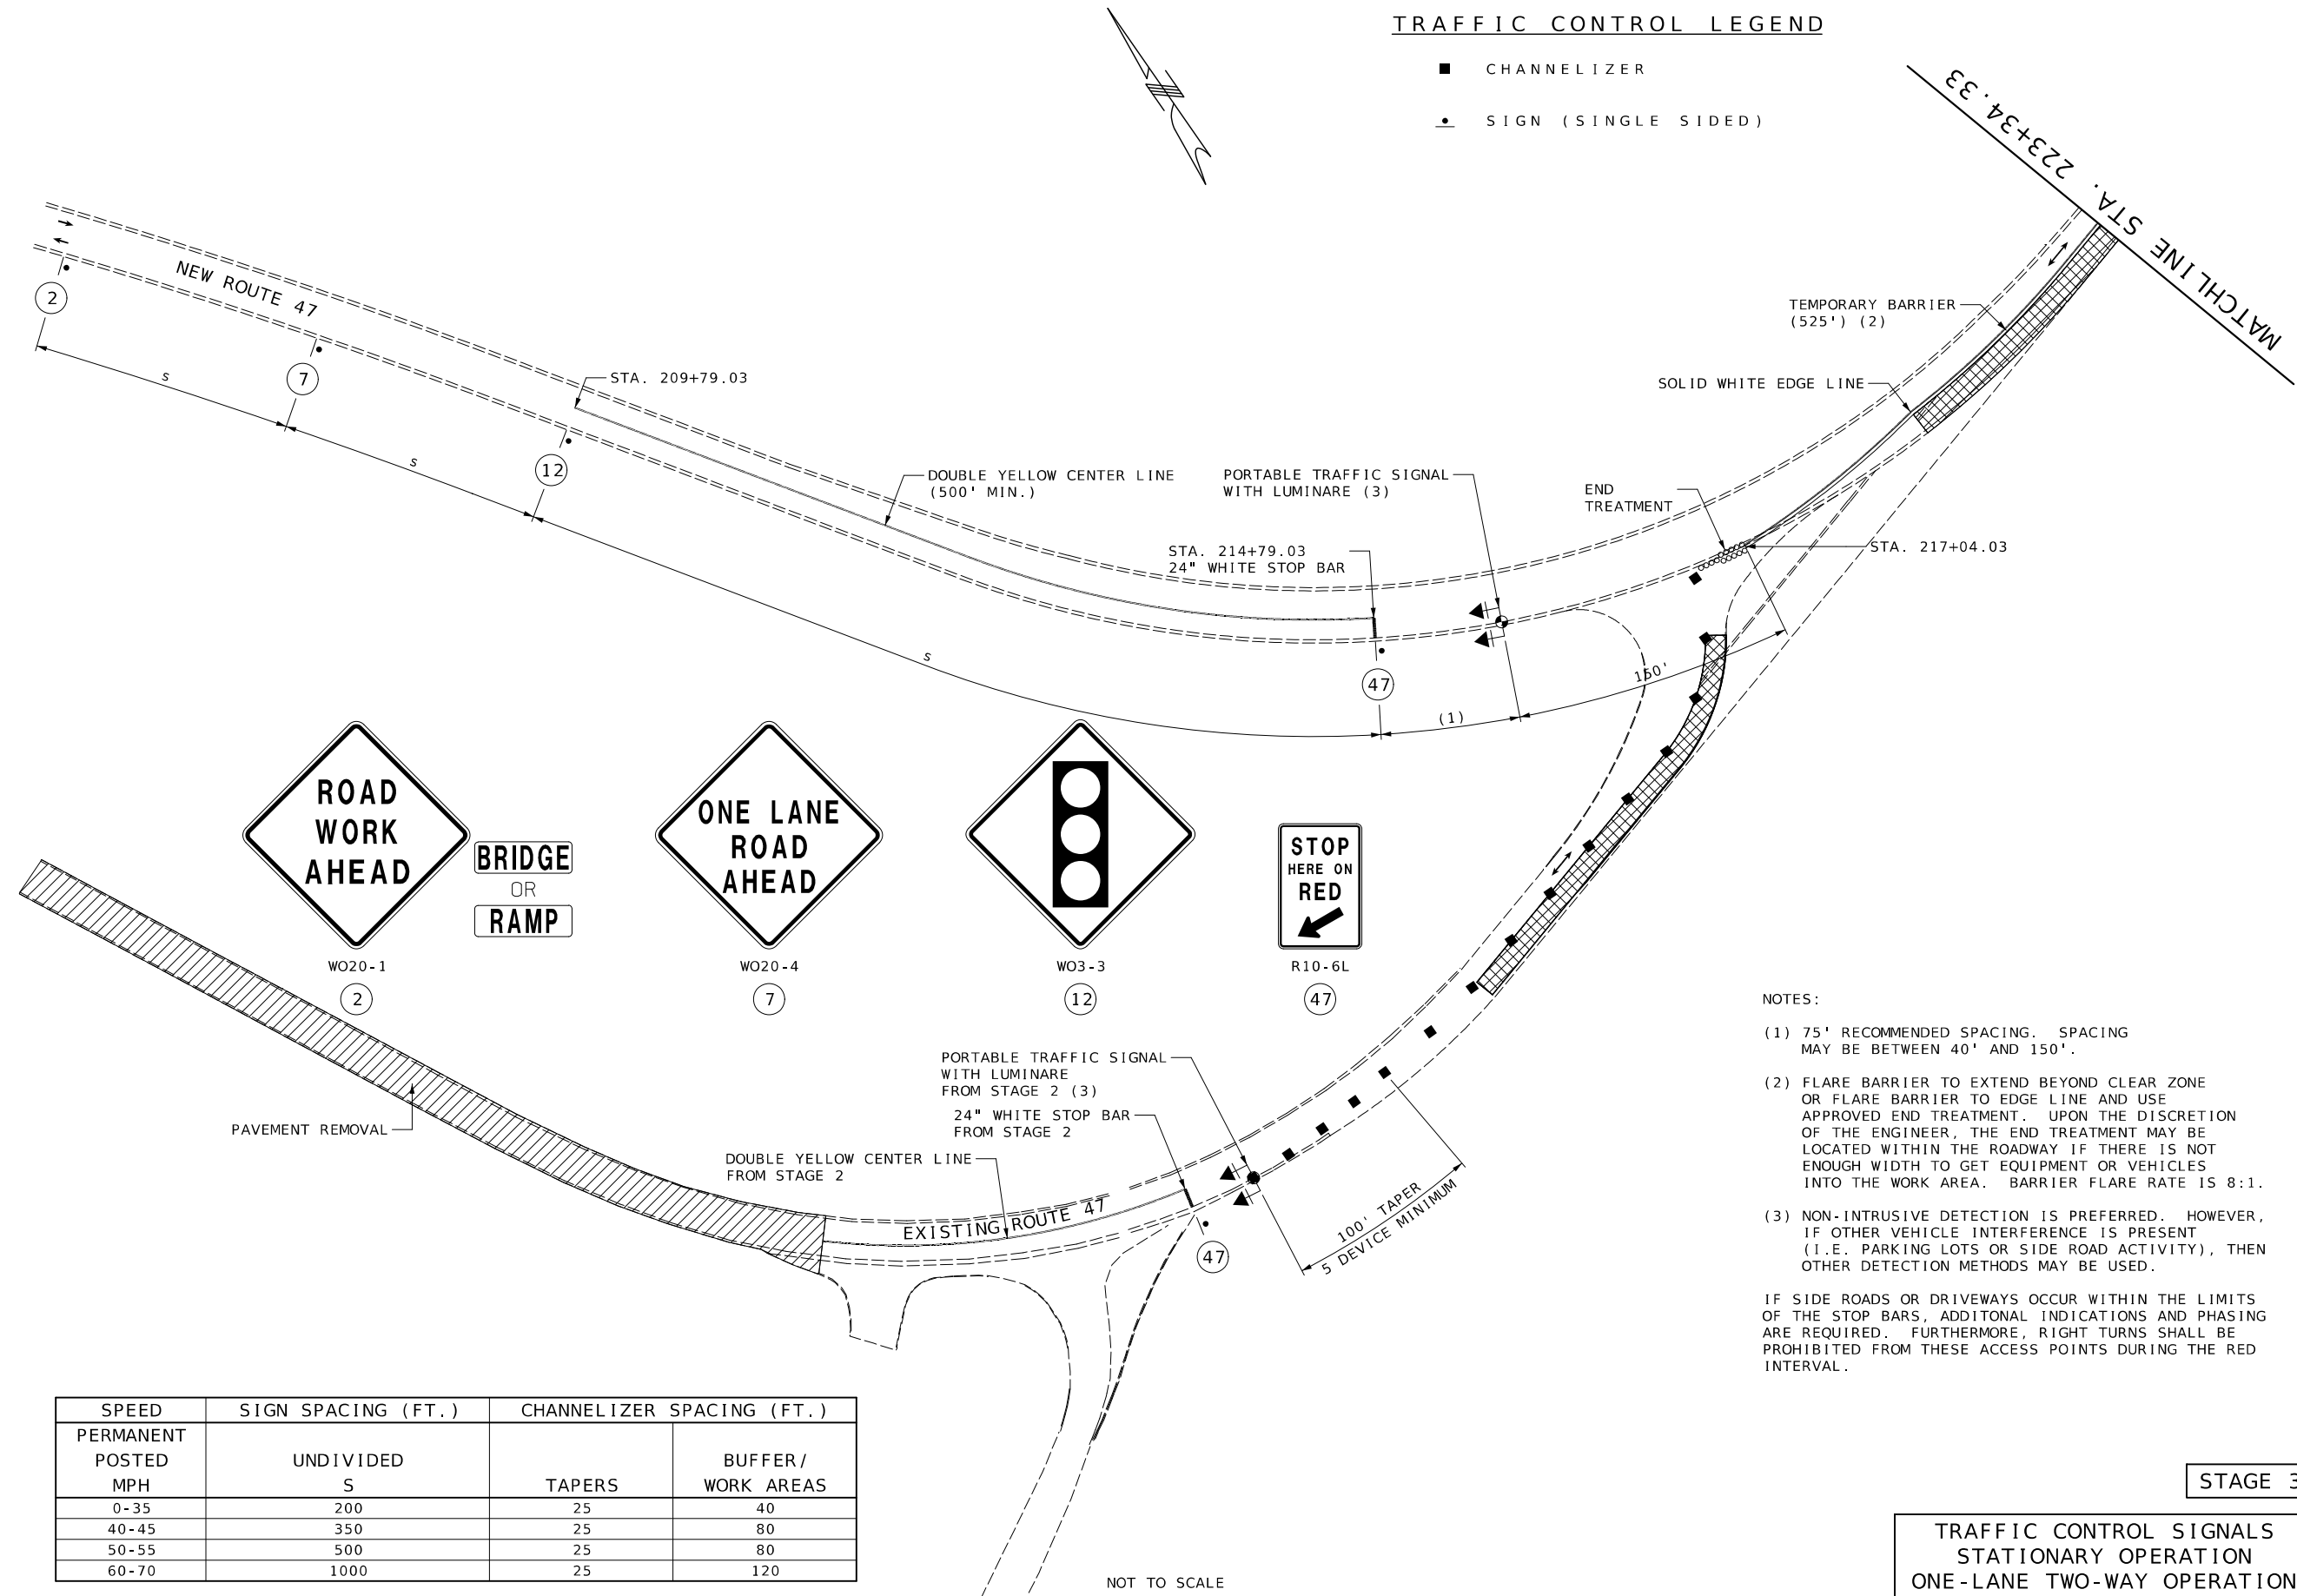 TRAFFIC CONTROL LEGEND
CHANNELIZER
SIGN (SINGLE SIDED)
MATCHLINE STA. 223+34.33
NEW ROUTE 47
2
7
12
s
s
s
STA. 209+79.03
DOUBLE YELLOW CENTER LINE
(500' MIN.)
PORTABLE TRAFFIC SIGNAL
WITH LUMINARE (3)
STA. 214+79.03
24" WHITE STOP BAR
END
TREATMENT
TEMPORARY BARRIER
(525') (2)
SOLID WHITE EDGE LINE
STA. 217+04.03
47
(1)
150'
ROAD
WORK
AHEAD
BRIDGE
OR
RAMP
WO20-1
2
ONE LANE
ROAD
AHEAD
WO20-4
7
WO3-3
12
STOP
HERE ON
RED
R10-6L
47
PAVEMENT REMOVAL
PORTABLE TRAFFIC SIGNAL
WITH LUMINARE
FROM STAGE 2 (3)
24" WHITE STOP BAR
FROM STAGE 2
DOUBLE YELLOW CENTER LINE
FROM STAGE 2
EXISTING ROUTE 47
47
100' TAPER
5 DEVICE MINIMUM
NOTES:
(1) 75' RECOMMENDED SPACING. SPACING
MAY BE BETWEEN 40' AND 150'.
(2) FLARE BARRIER TO EXTEND BEYOND CLEAR ZONE
OR FLARE BARRIER TO EDGE LINE AND USE
APPROVED END TREATMENT. UPON THE DISCRETION
OF THE ENGINEER, THE END TREATMENT MAY BE
LOCATED WITHIN THE ROADWAY IF THERE IS NOT
ENOUGH WIDTH TO GET EQUIPMENT OR VEHICLES
INTO THE WORK AREA. BARRIER FLARE RATE IS 8:1.
(3) NON-INTRUSIVE DETECTION IS PREFERRED. HOWEVER,
IF OTHER VEHICLE INTERFERENCE IS PRESENT
(I.E. PARKING LOTS OR SIDE ROAD ACTIVITY), THEN
OTHER DETECTION METHODS MAY BE USED.
IF SIDE ROADS OR DRIVEWAYS OCCUR WITHIN THE LIMITS
OF THE STOP BARS, ADDITONAL INDICATIONS AND PHASING
ARE REQUIRED. FURTHERMORE, RIGHT TURNS SHALL BE
PROHIBITED FROM THESE ACCESS POINTS DURING THE RED
INTERVAL.
SPEED SIGN SPACING (FT.) CHANNELIZER SPACING (FT.)
PERMANENT
POSTED UNDIVIDED BUFFER/
MPH S TAPERS WORK AREAS
0-35 200 25 40
40-45 350 25 80
50-55 500 25 80
60-70 1000 25 120
NOT TO SCALE
STAGE 3
TRAFFIC CONTROL SIGNALS
STATIONARY OPERATION
ONE-LANE TWO-WAY OPERATION